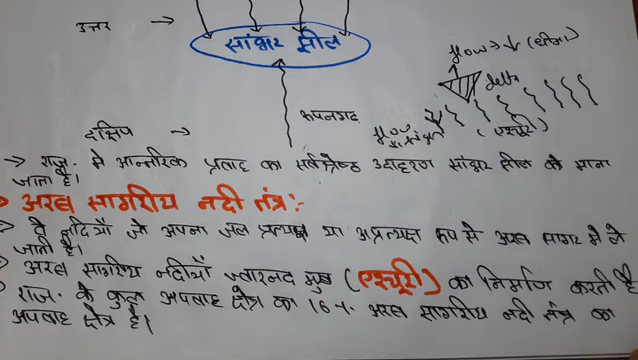 उत्तर →
सांभर झील
flow ↓ (धीमा)
delta
रूपनगढ़
दक्षिण →
flow
(एश्चुरी)
→ राज. में आन्तरिक प्रवाह का सर्वश्रेष्ठ उदाहरण सांभर झील को माना
जाता है।
अरब सागरीय नदी तंत्र :-
वे नदियाँ जो अपना जल प्रत्यक्ष या अप्रत्यक्ष रूप से अरब सागर में ले
जाती है।
अरब सागरीय नदीयाँ ज्वारनद मुख (एश्चुरी) का निर्माण करती है
राज. के कुल अपवाह क्षेत्र का 16% अरब सागरीय नदी तंत्र का
अपवाह क्षेत्र है।